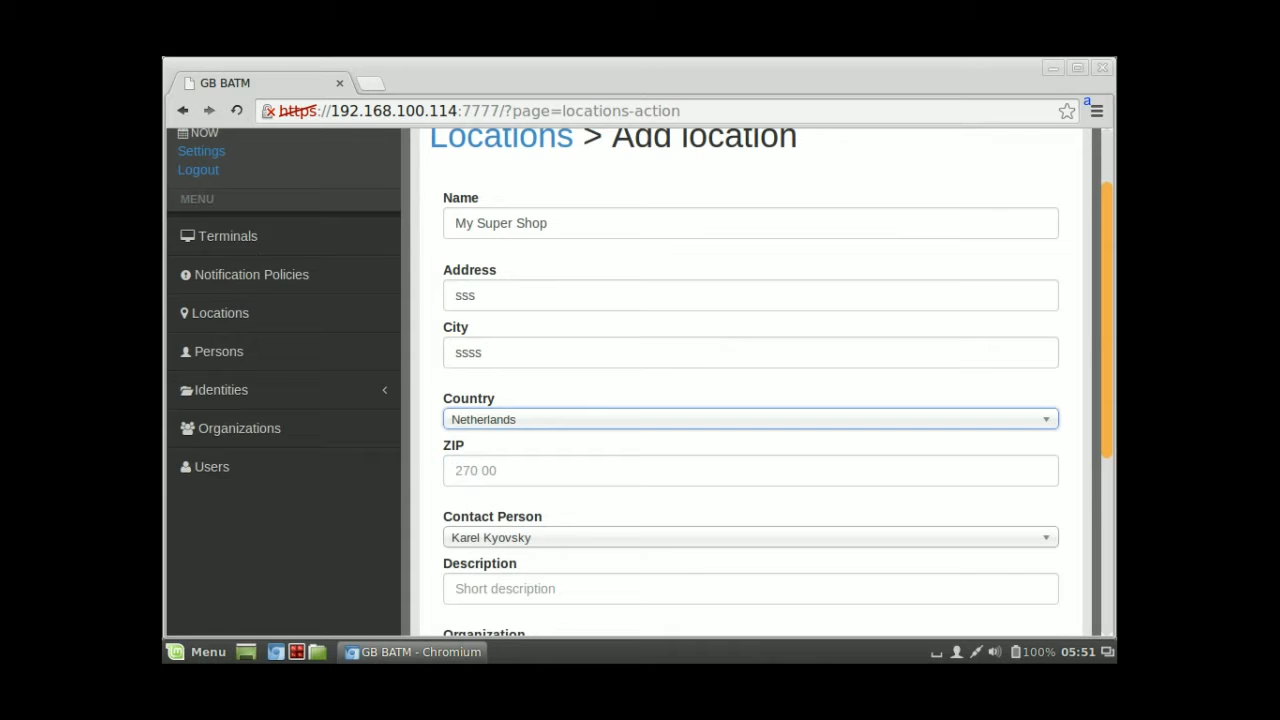 GB BATM
https://192.168.100.114:7777/?page=locations-action
a
NOW
Settings
Logout
MENU
Terminals
Notification Policies
Locations
Persons
Identities
Organizations
Users
Locations > Add location
Name
My Super Shop
Address
sss
City
ssss
Country
Netherlands
ZIP
270 00
Contact Person
Karel Kyovsky
Description
Short description
Organization
Menu
GB BATM - Chromium
100% 05:51